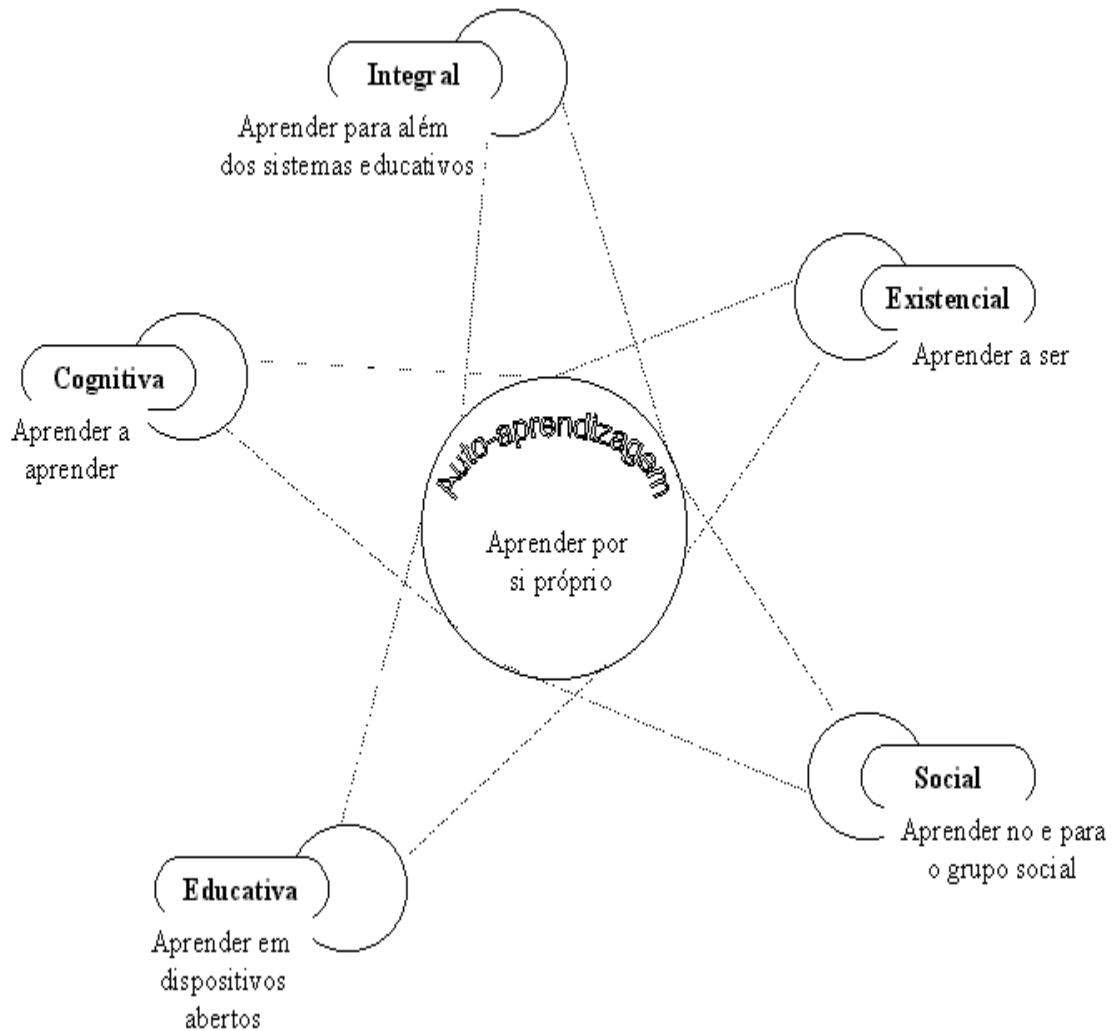 Integral
Aprender para além
dos sistemas educativos
Existencial
Aprender a ser
Cognitiva
Aprender a
aprender
Auto-aprendizagem
Aprender por
si próprio
Social
Aprender no e para
o grupo social
Educativa
Aprender em
dispositivos
abertos